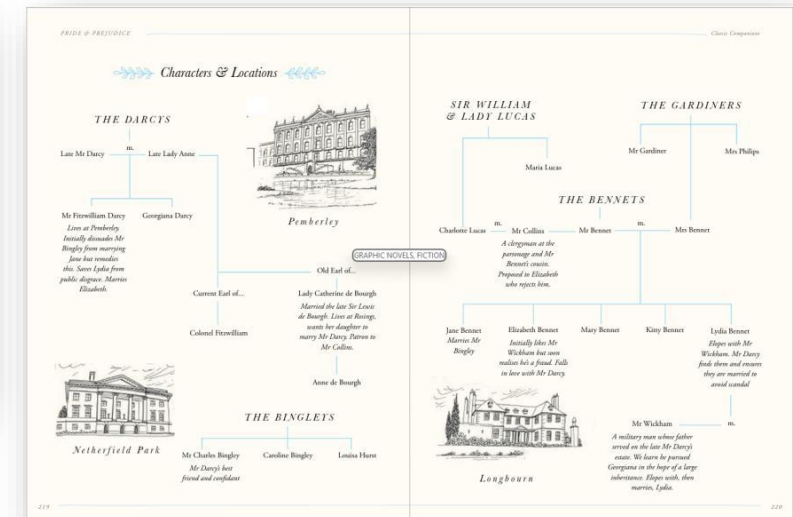 PRIDE & PREJUDICE
Characters & Locations
THE DARCYS
m.
Late Mr Darcy
Late Lady Anne
Mr Fitzwilliam Darcy
Lives at Pemberley.
Initially dissuades Mr
Bingley from marrying
Jane but remedies
this. Saves Lydia from
public disgrace. Marries
Elizabeth.
Georgiana Darcy
Pemberley
Old Earl of...
Current Earl of...
Colonel Fitzwilliam
Lady Catherine de Bourgh
Married the late Sir Lewis
de Bourgh. Lives at Rosings,
wants her daughter to
marry Mr Darcy. Patron to
Mr Collins.
Anne de Bourgh
Netherfield Park
THE BINGLEYS
Mr Charles Bingley
Mr Darcy's best
friend and confidant
Caroline Bingley
Louisa Hurst
219
GRAPHIC NOVELS, FICTION
Classic Companions
SIR WILLIAM
& LADY LUCAS
Maria Lucas
Charlotte Lucas
m.
Mr Collins
A clergyman at the
parsonage and Mr
Bennet's cousin.
Proposed to Elizabeth
who rejects him.
THE GARDINERS
Mr Gardiner
Mrs Philips
THE BENNETS
Mr Bennet
m.
Mrs Bennet
Jane Bennet
Marries Mr
Bingley
Elizabeth Bennet
Initially likes Mr
Wickham but soon
realises he's a fraud. Falls
in love with Mr Darcy.
Mary Bennet
Kitty Bennet
Lydia Bennet
Elopes with Mr
Wickham. Mr Darcy
finds them and ensures
they are married to
avoid scandal
Mr Wickham
m.
A military man whose father
served on the late Mr Darcy's
estate. We learn he pursued
Georgiana in the hope of a large
inheritance. Elopes with, then
marries, Lydia.
Longbourn
220